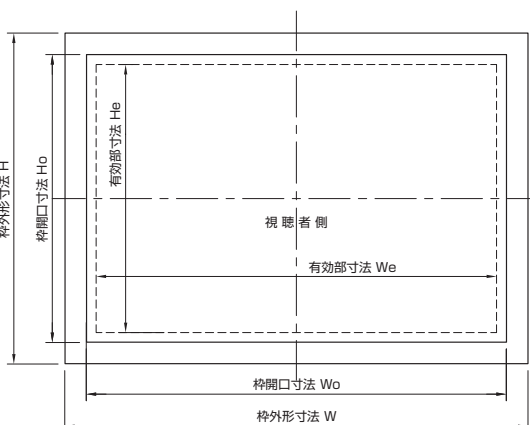 枠外形寸法 H
枠開口寸法 Ho
有効部寸法 He
視聴者側
有効部寸法 We
枠開口寸法 Wo
枠外形寸法 W